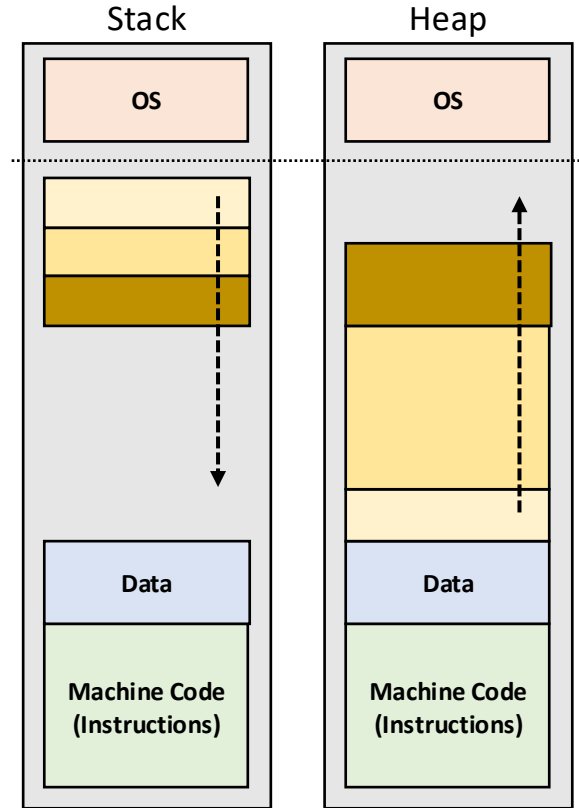 Stack
Heap
OS
OS
Data
Data
Machine Code
(Instructions)
Machine Code
(Instructions)